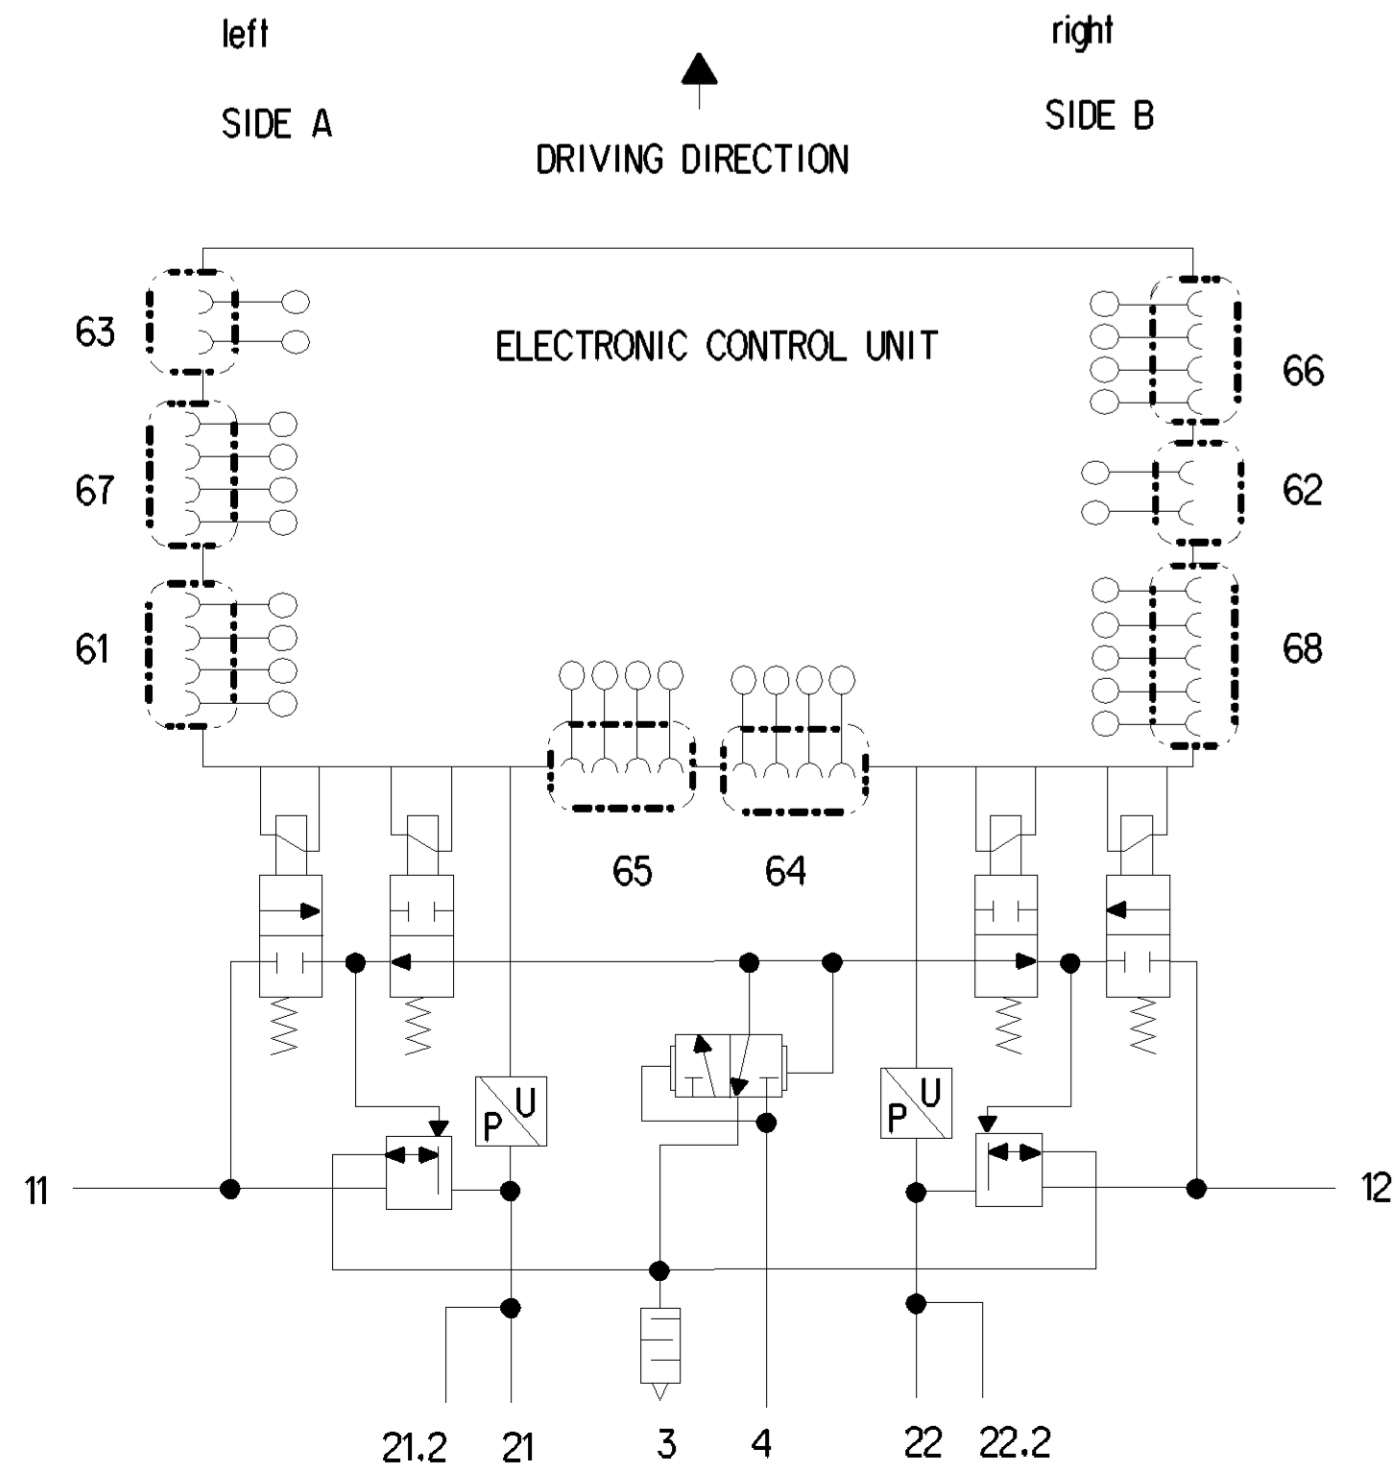 left
right
SIDE A
SIDE B
DRIVING DIRECTION
63
ELECTRONIC CONTROL UNIT
66
67
62
61
68
65
64
U
P
U
P
11
12
21.2
21
3
4
22
22.2